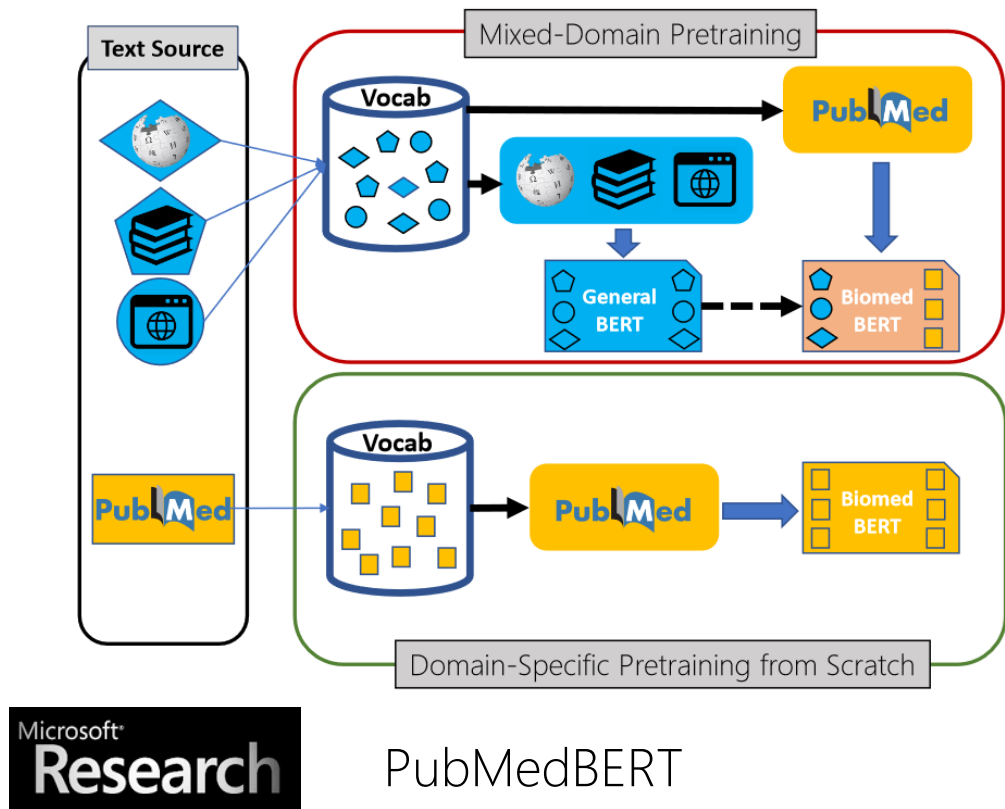 Text Source
Mixed-Domain Pretraining
Vocab
PubMed
General
BERT
Biomed
BERT
Vocab
PubMed
PubMed
Biomed
BERT
Domain-Specific Pretraining from Scratch
Microsoft®
Research
PubMedBERT